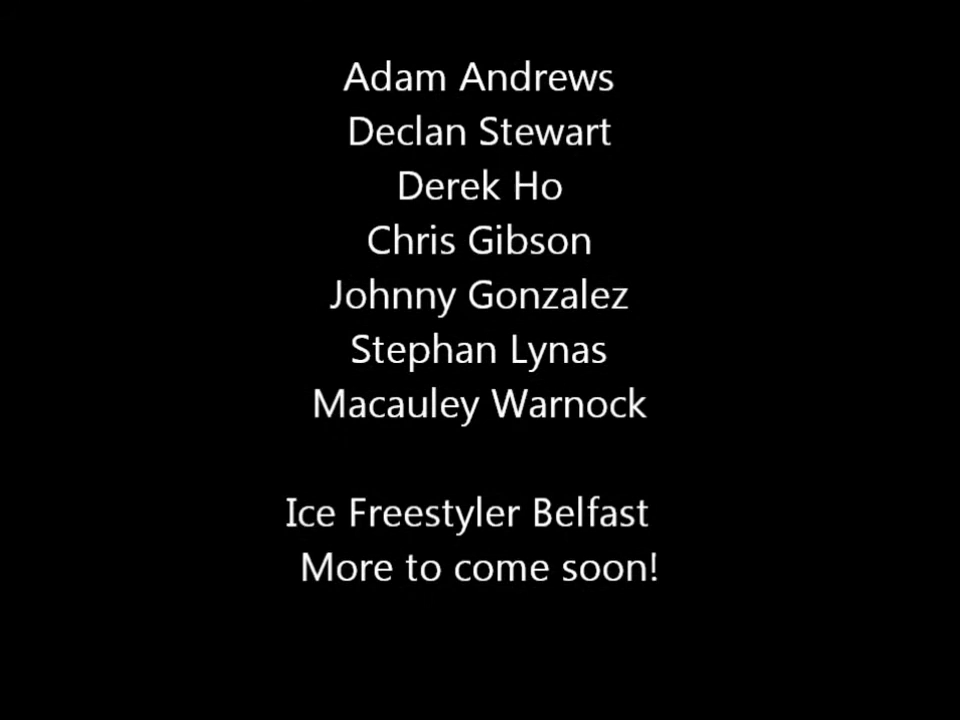 Adam Andrews
Declan Stewart
Derek Ho
Chris Gibson
Johnny Gonzalez
Stephan Lynas
Macauley Warnock
Ice Freestyler Belfast
More to come soon!